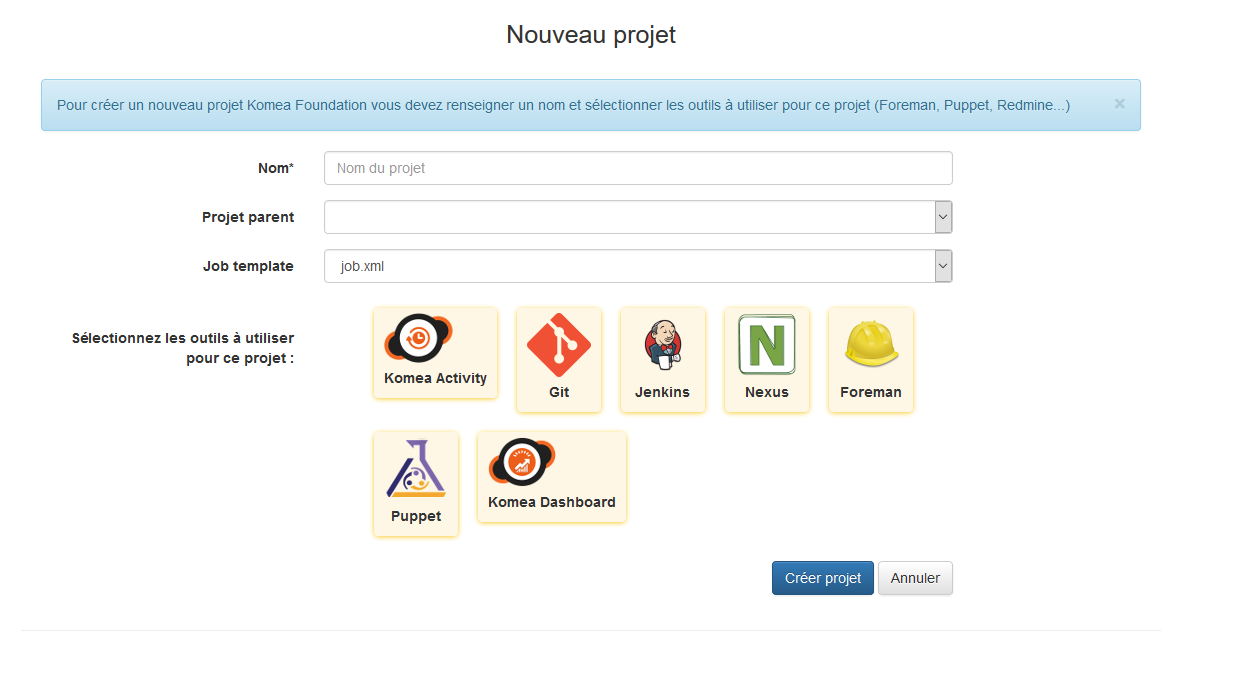 Nouveau projet
Pour créer un nouveau projet Komea Foundation vous devez renseigner un nom et sélectionner les outils à utiliser pour ce projet (Foreman, Puppet, Redmine...) ×
Nom* Nom du projet
Projet parent
Job template job.xml
Sélectionnez les outils à utiliser
pour ce projet :
Komea Activity
Git
Jenkins
N
Nexus
Foreman
Puppet
Komea Dashboard
Créer projet Annuler